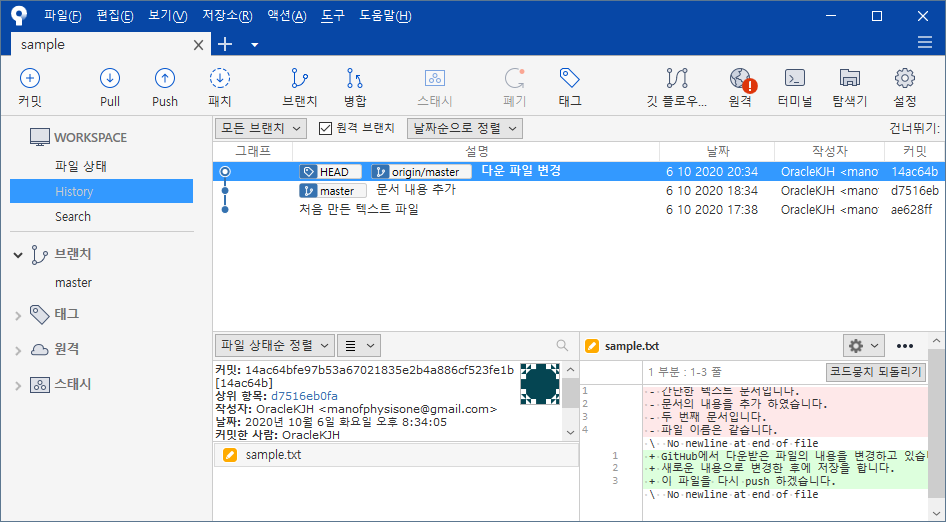 파일(F) 편집(E) 보기(V) 저장소(R) 액션(A) 도구 도움말(H)
sample
커밋 Pull Push 패치 브랜치 병합 스태시 폐기 태그 깃 플로우... 원격 터미널 탐색기 설정
WORKSPACE
파일 상태
History
Search
브랜치
master
태그
원격
스태시
모든 브랜치 원격 브랜치 날짜순으로 정렬 건너뛰기:
그래프 설명 날짜 작성자 커밋
HEAD origin/master 다운 파일 변경 6 10 2020 20:34 OracleKJH <manof 14ac64b
master 문서 내용 추가 6 10 2020 18:34 OracleKJH <manof d7516eb
처음 만든 텍스트 파일 6 10 2020 17:38 OracleKJH <manof ae628ff
파일 상태순 정렬
커밋: 14ac64bfe97b53a67021835e2b4a886cf523fe1b
[14ac64b]
상위 항목: d7516eb0fa
작성자: OracleKJH <manofphysisone@gmail.com>
날짜: 2020년 10월 6일 화요일 오후 8:34:05
커밋한 사람: OracleKJH
sample.txt
sample.txt
1 부분 : 1-3 줄 코드뭉치 되돌리기
1 - 간단한 텍스트 문서입니다.
2 - 문서의 내용을 추가 하였습니다.
3 - 두 번째 문서입니다.
4 - 파일 이름은 같습니다.
\ No newline at end of file
1 + GitHub에서 다운받은 파일의 내용을 변경하고 있습니
2 + 새로운 내용으로 변경한 후에 저장을 합니다.
3 + 이 파일을 다시 push 하겠습니다.
\ No newline at end of file